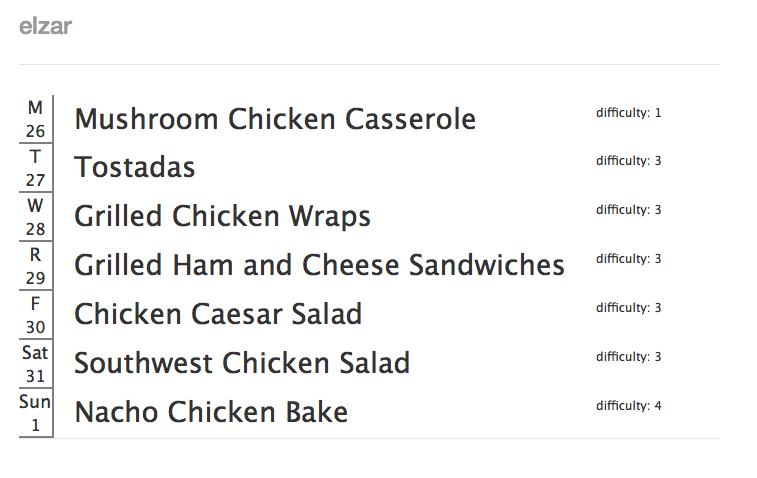 elzar
M
26
Mushroom Chicken Casserole
difficulty: 1
T
27
Tostadas
difficulty: 3
W
28
Grilled Chicken Wraps
difficulty: 3
R
29
Grilled Ham and Cheese Sandwiches
difficulty: 3
F
30
Chicken Caesar Salad
difficulty: 3
Sat
31
Southwest Chicken Salad
difficulty: 3
Sun
1
Nacho Chicken Bake
difficulty: 4